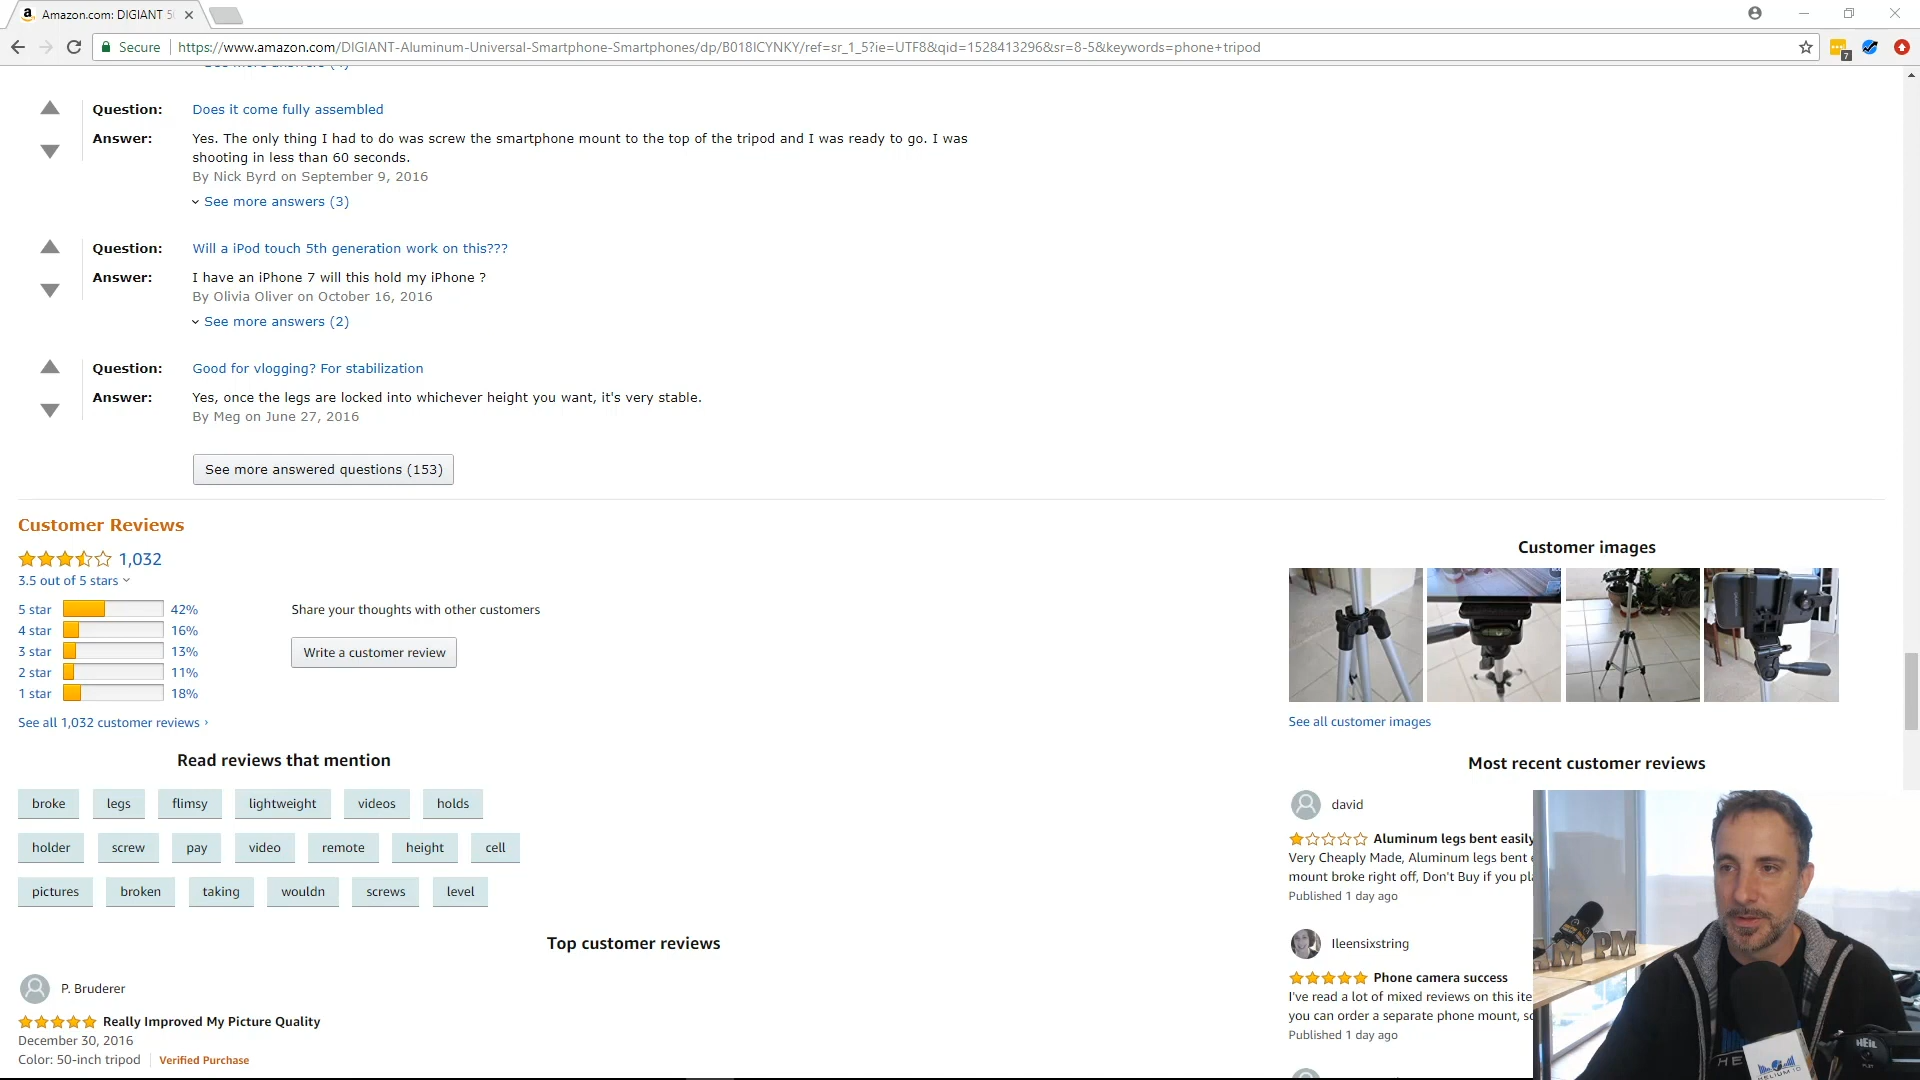 Amazon.com: DIGIANT 5
Secure
https://www.amazon.com/DIGIANT-Aluminum-Universal-Smartphone-Smartphones/dp/B018ICYNKY/ref=sr_1_5?ie=UTF8&qid=1528413296&sr=8-5&keywords=phone+tripod
7
Question: Does it come fully assembled
Answer: Yes. The only thing I had to do was screw the smartphone mount to the top of the tripod and I was ready to go. I was
shooting in less than 60 seconds.
By Nick Byrd on September 9, 2016
See more answers (3)
Question: Will a iPod touch 5th generation work on this???
Answer: I have an iPhone 7 will this hold my iPhone ?
By Olivia Oliver on October 16, 2016
See more answers (2)
Question: Good for vlogging? For stabilization
Answer: Yes, once the legs are locked into whichever height you want, it's very stable.
By Meg on June 27, 2016
See more answered questions (153)
Customer Reviews
1,032
3.5 out of 5 stars
5 star 42%
4 star 16%
3 star 13%
2 star 11%
1 star 18%
See all 1,032 customer reviews
Share your thoughts with other customers
Write a customer review
Read reviews that mention
broke legs flimsy lightweight videos holds
holder screw pay video remote height cell
pictures broken taking wouldn screws level
Top customer reviews
P. Bruderer
Really Improved My Picture Quality
December 30, 2016
Color: 50-inch tripod Verified Purchase
Customer images
See all customer images
Most recent customer reviews
david
Aluminum legs bent easily
Very Cheaply Made, Aluminum legs bent
mount broke right off, Don't Buy if you
Published 1 day ago
Ileensixstring
Phone camera success
I've read a lot of mixed reviews on this
you can order a separate phone mount,
Published 1 day ago
AM PM
HEIL
HELIUM 10